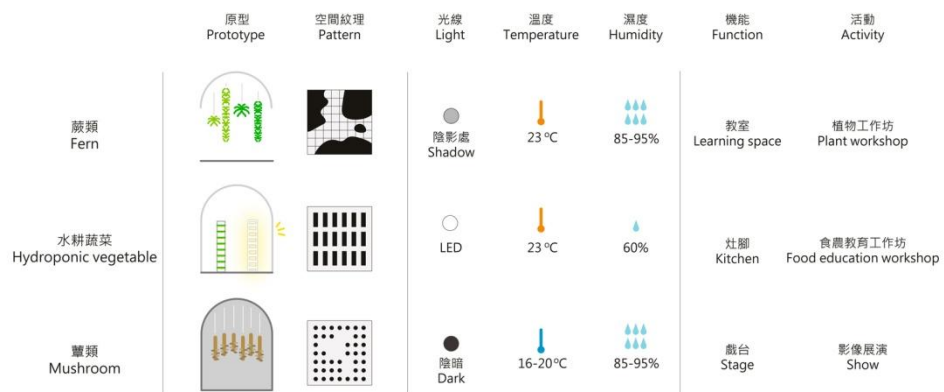 原型
Prototype
空間紋理
Pattern
光線
Light
溫度
Temperature
濕度
Humidity
機能
Function
活動
Activity
蕨類
Fern
陰影處
Shadow
23 ºC
85-95%
教室
Learning space
植物工作坊
Plant workshop
水耕蔬菜
Hydroponic vegetable
LED
23 ºC
60%
灶腳
Kitchen
食農教育工作坊
Food education workshop
蕈類
Mushroom
陰暗
Dark
16-20ºC
85-95%
戲台
Stage
影像展演
Show